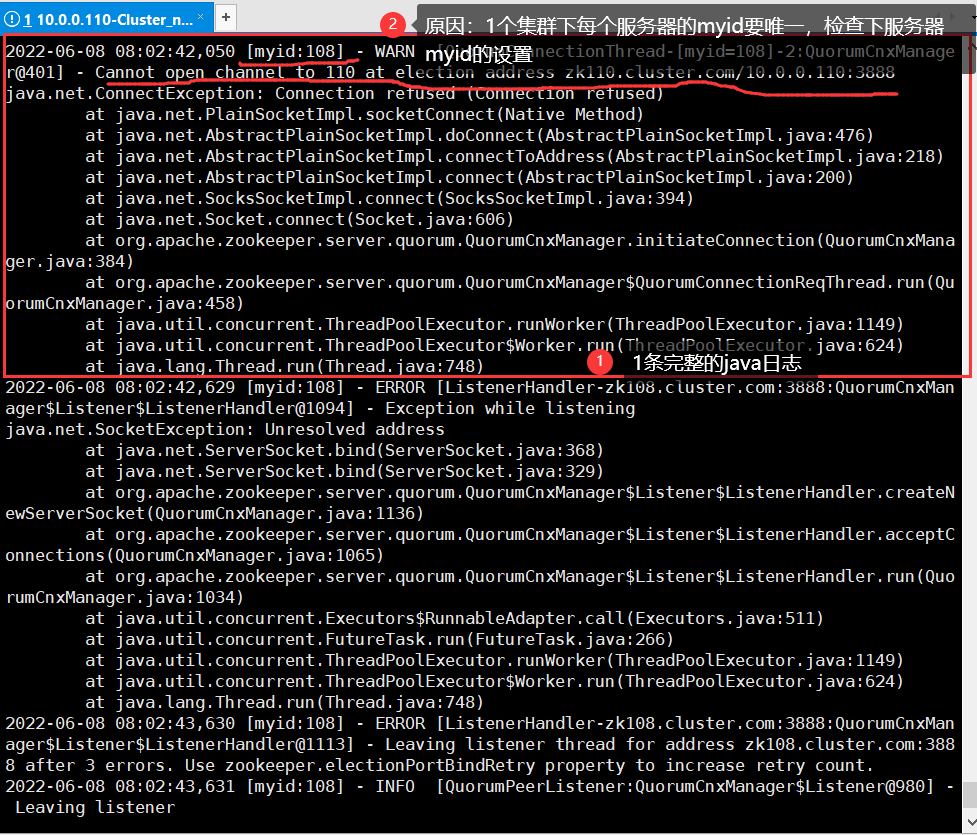 1 10.0.0.110-Cluster_n... × +
2 原因：1个集群下每个服务器的myid要唯一，检查下服务器
myid的设置
2022-06-08 08:02:42,050 [myid:108] - WARN [QuorumConnectionThread-[myid=108]-2:QuorumCnxManage
r@401] - Cannot open channel to 110 at election address zk110.cluster.com/10.0.0.110:3888
java.net.ConnectException: Connection refused (Connection refused)
at java.net.PlainSocketImpl.socketConnect(Native Method)
at java.net.AbstractPlainSocketImpl.doConnect(AbstractPlainSocketImpl.java:476)
at java.net.AbstractPlainSocketImpl.connectToAddress(AbstractPlainSocketImpl.java:218)
at java.net.AbstractPlainSocketImpl.connect(AbstractPlainSocketImpl.java:200)
at java.net.SocksSocketImpl.connect(SocksSocketImpl.java:394)
at java.net.Socket.connect(Socket.java:606)
at org.apache.zookeeper.server.quorum.QuorumCnxManager.initiateConnection(QuorumCnxMana
ger.java:384)
at org.apache.zookeeper.server.quorum.QuorumCnxManager$QuorumConnectionReqThread.run(Qu
orumCnxManager.java:458)
at java.util.concurrent.ThreadPoolExecutor.runWorker(ThreadPoolExecutor.java:1149)
at java.util.concurrent.ThreadPoolExecutor$Worker.run(ThreadPoolExecutor.java:624)
at java.lang.Thread.run(Thread.java:748)
1 1条完整的java日志
2022-06-08 08:02:42,629 [myid:108] - ERROR [ListenerHandler-zk108.cluster.com:3888:QuorumCnxMan
ager$Listener$ListenerHandler@1094] - Exception while listening
java.net.SocketException: Unresolved address
at java.net.ServerSocket.bind(ServerSocket.java:368)
at java.net.ServerSocket.bind(ServerSocket.java:329)
at org.apache.zookeeper.server.quorum.QuorumCnxManager$Listener$ListenerHandler.createN
ewServerSocket(QuorumCnxManager.java:1136)
at org.apache.zookeeper.server.quorum.QuorumCnxManager$Listener$ListenerHandler.acceptC
onnections(QuorumCnxManager.java:1065)
at org.apache.zookeeper.server.quorum.QuorumCnxManager$Listener$ListenerHandler.run(Quo
rumCnxManager.java:1034)
at java.util.concurrent.Executors$RunnableAdapter.call(Executors.java:511)
at java.util.concurrent.FutureTask.run(FutureTask.java:266)
at java.util.concurrent.ThreadPoolExecutor.runWorker(ThreadPoolExecutor.java:1149)
at java.util.concurrent.ThreadPoolExecutor$Worker.run(ThreadPoolExecutor.java:624)
at java.lang.Thread.run(Thread.java:748)
2022-06-08 08:02:43,630 [myid:108] - ERROR [ListenerHandler-zk108.cluster.com:3888:QuorumCnxMan
ager$Listener$ListenerHandler@1113] - Leaving listener thread for address zk108.cluster.com:388
8 after 3 errors. Use zookeeper.electionPortBindRetry property to increase retry count.
2022-06-08 08:02:43,631 [myid:108] - INFO [QuorumPeerListener:QuorumCnxManager$Listener@980] -
Leaving listener